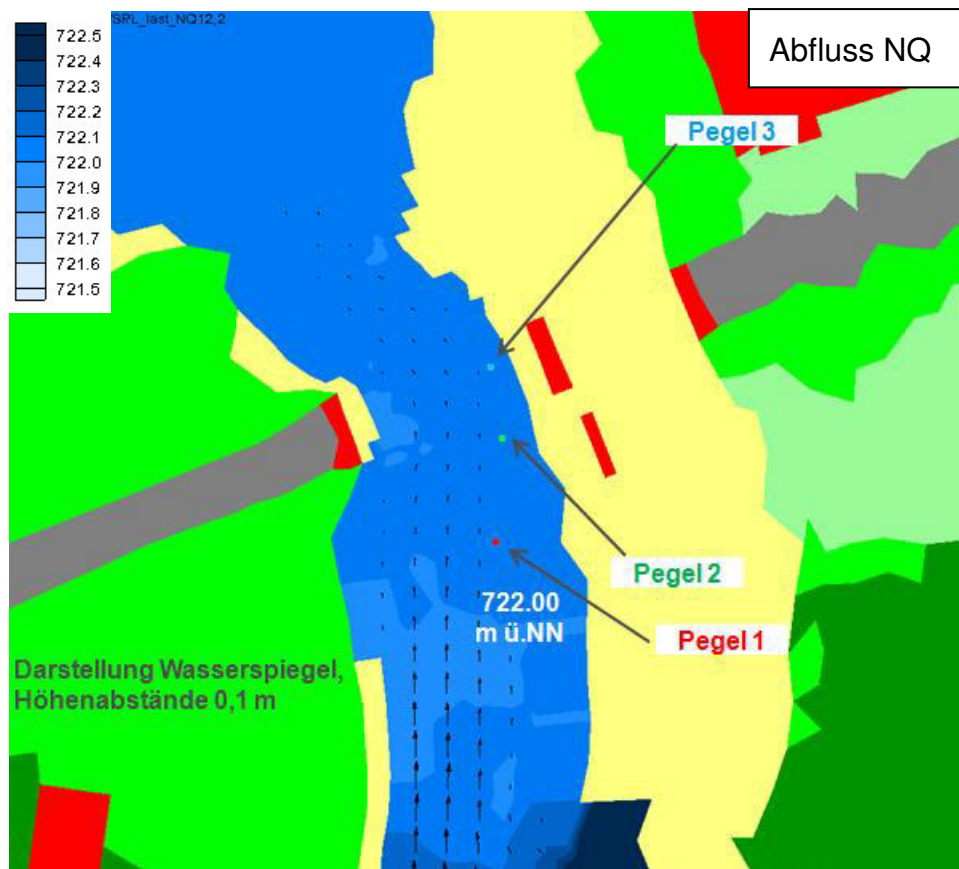 SRL_last_NQ12,2
Abfluss NQ
722.5
722.4
722.3
722.2
722.1
722.0
721.9
721.8
721.7
721.6
721.5
Pegel 3
Pegel 2
722.00
m ü.NN
Pegel 1
Darstellung Wasserspiegel,
Höhenabstände 0,1 m